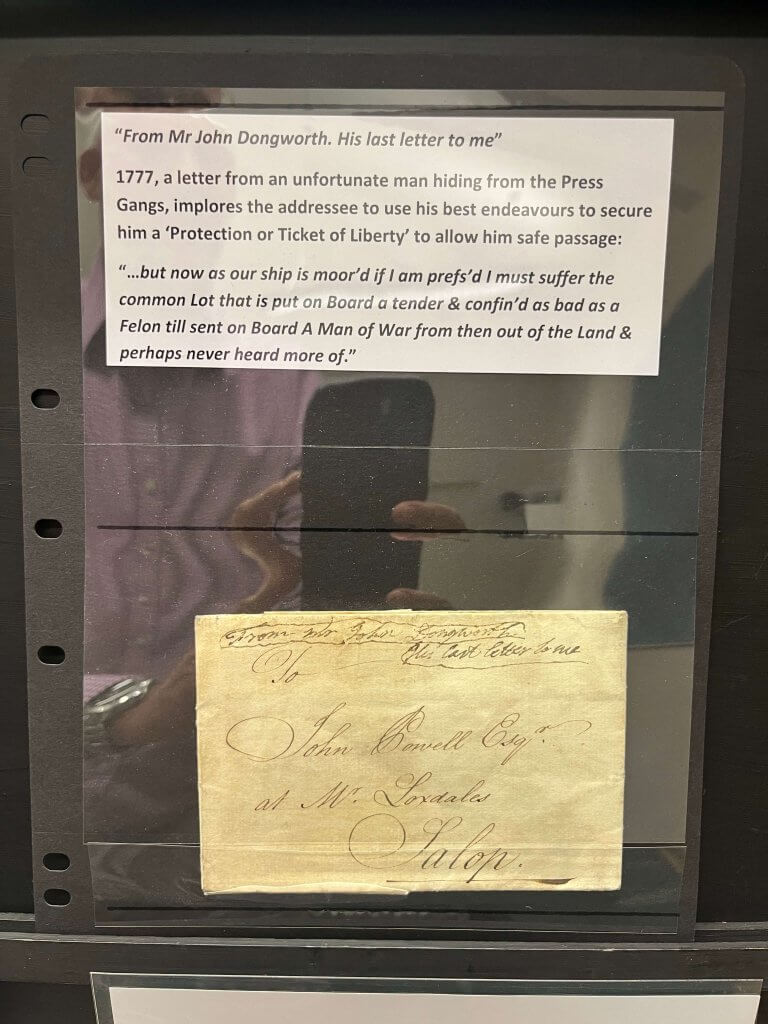 “From Mr John Dongworth. His last letter to me”
1777, a letter from an unfortunate man hiding from the Press
Gangs, implores the addressee to use his best endeavours to secure
him a ‘Protection or Ticket of Liberty’ to allow him safe passage:
“…but now as our ship is moor’d if I am prefs’d I must suffer the
common Lot that is put on Board a tender & confin’d as bad as a
Felon till sent on Board A Man of War from then out of the Land &
perhaps never heard more of.”
From Mr John Dongworth
His last letter to me
To
John Powell Esqr.
at Mr. Loxdales
Salop.